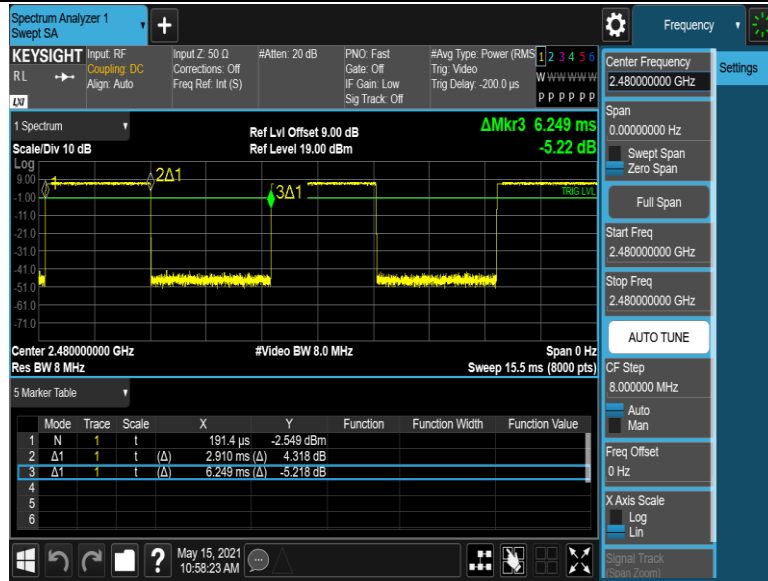 Spectrum Analyzer 1
Swept SA
Frequency
KEYSIGHT
RL
LXI
Input: RF
Coupling: DC
Align: Auto
Input Z: 50 Ω
Corrections: Off
Freq Ref: Int (S)
#Atten: 20 dB
PNO: Fast
Gate: Off
IF Gain: Low
Sig Track: Off
#Avg Type: Power (RMS
Trig: Video
Trig Delay: -200.0 µs
1 2 3 4 5 6
W W W W W W
P P P P P P
1 Spectrum
Scale/Div 10 dB
Ref Lvl Offset 9.00 dB
Ref Level 19.00 dBm
ΔMkr3 6.249 ms
-5.22 dB
Log
9.00
-1.00
-11.0
-21.0
-31.0
-41.0
-51.0
-61.0
-71.0
1
2Δ1
3Δ1
TRIG LVL
Center 2.480000000 GHz
#Video BW 8.0 MHz
Span 0 Hz
Res BW 8 MHz
Sweep 15.5 ms (8000 pts)
5 Marker Table
Mode Trace Scale X Y Function Function Width Function Value
1 N 1 t 191.4 µs -2.549 dBm
2 Δ1 1 t (Δ) 2.910 ms (Δ) 4.318 dB
3 Δ1 1 t (Δ) 6.249 ms (Δ) -5.218 dB
4
5
6
?
May 15, 2021
10:58:23 AM
Center Frequency
2.480000000 GHz
Settings
Span
0.00000000 Hz
Swept Span
Zero Span
Full Span
Start Freq
2.480000000 GHz
Stop Freq
2.480000000 GHz
AUTO TUNE
CF Step
8.000000 MHz
Auto
Man
Freq Offset
0 Hz
X Axis Scale
Log
Lin
Signal Track
(Span Zoom)